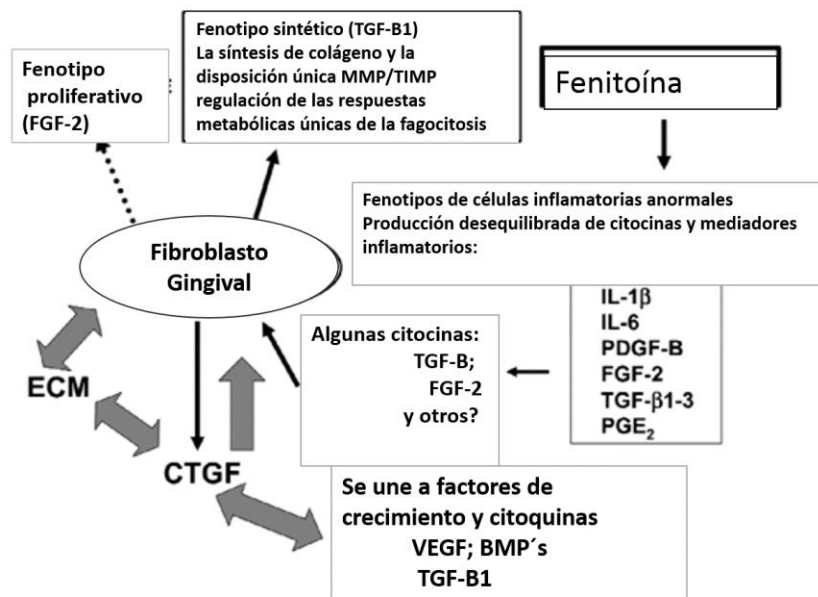 Fenotipo sintético (TGF-B1)
La síntesis de colágeno y la
disposición única MMP/TIMP
regulación de las respuestas
metabólicas únicas de la fagocitosis
Fenotipo
proliferativo
(FGF-2)
Fenitoína
Fenotipos de células inflamatorias anormales
Producción desequilibrada de citocinas y mediadores
inflamatorios:
Fibroblasto
Gingival
IL-1β
IL-6
PDGF-B
FGF-2
TGF-β1-3
PGE₂
Algunas citocinas:
TGF-B;
FGF-2
y otros?
ECM
CTGF
Se une a factores de
crecimiento y citoquinas
VEGF; BMP´s
TGF-B1